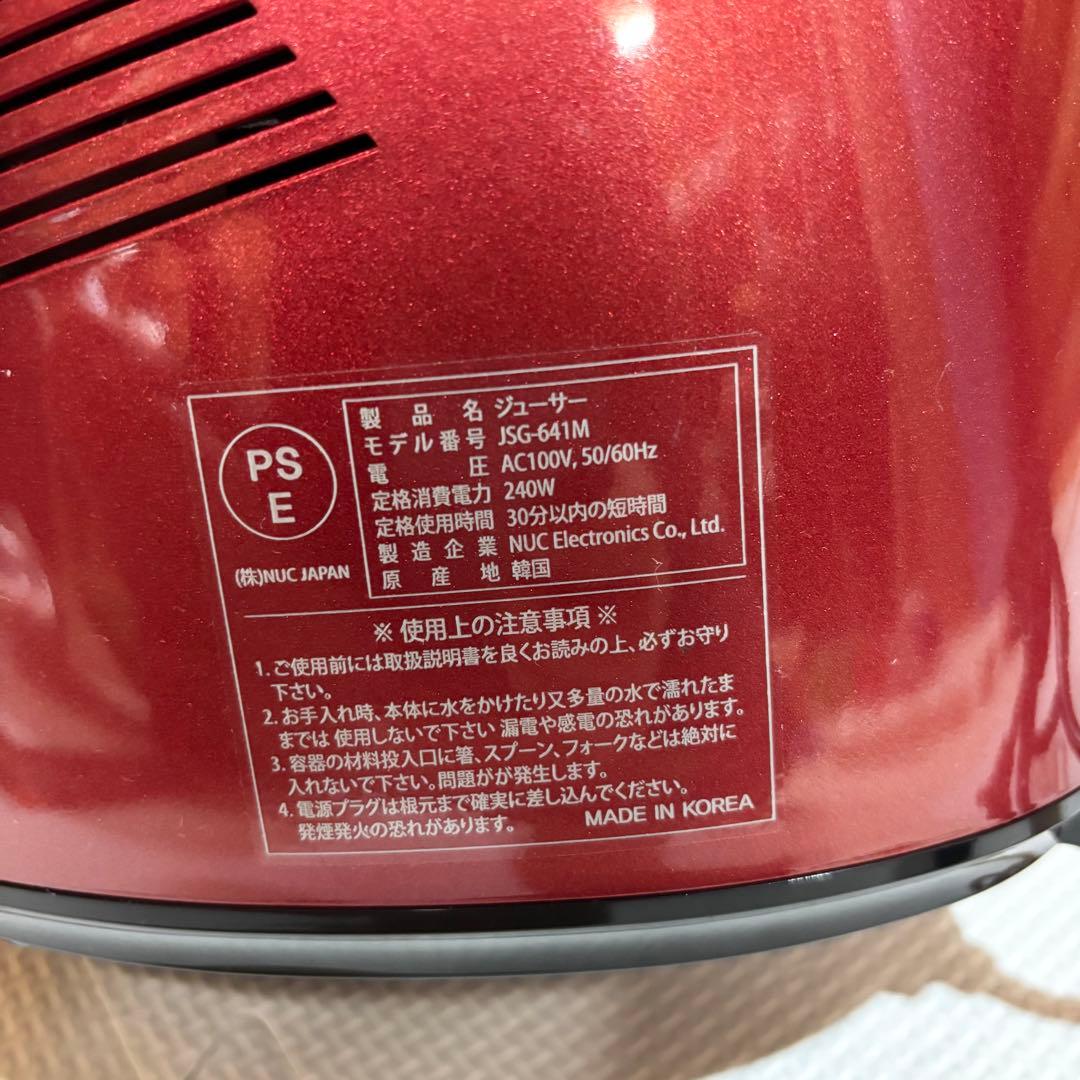 PS
E
(株)NUC JAPAN
製品名 ジューサー
モデル番号 JSG-641M
電圧 AC100V, 50/60Hz
定格消費電力 240W
定格使用時間 30分以内の短時間
製造企業 NUC Electronics Co., Ltd.
原産地 韓国
※ 使用上の注意事項 ※
1. ご使用前には取扱説明書を良くお読みの上、必ずお守り
下さい。
2. お手入れ時、本体に水をかけたり又多量の水で濡れたま
までは 使用しないで下さい 漏電や感電の恐れがあります。
3. 容器の材料投入口に箸、スプーン、フォークなどは絶対に
入れないで下さい。問題がが発生します。
4. 電源プラグは根元まで確実に差し込んでください。
発煙発火の恐れがあります。
MADE IN KOREA